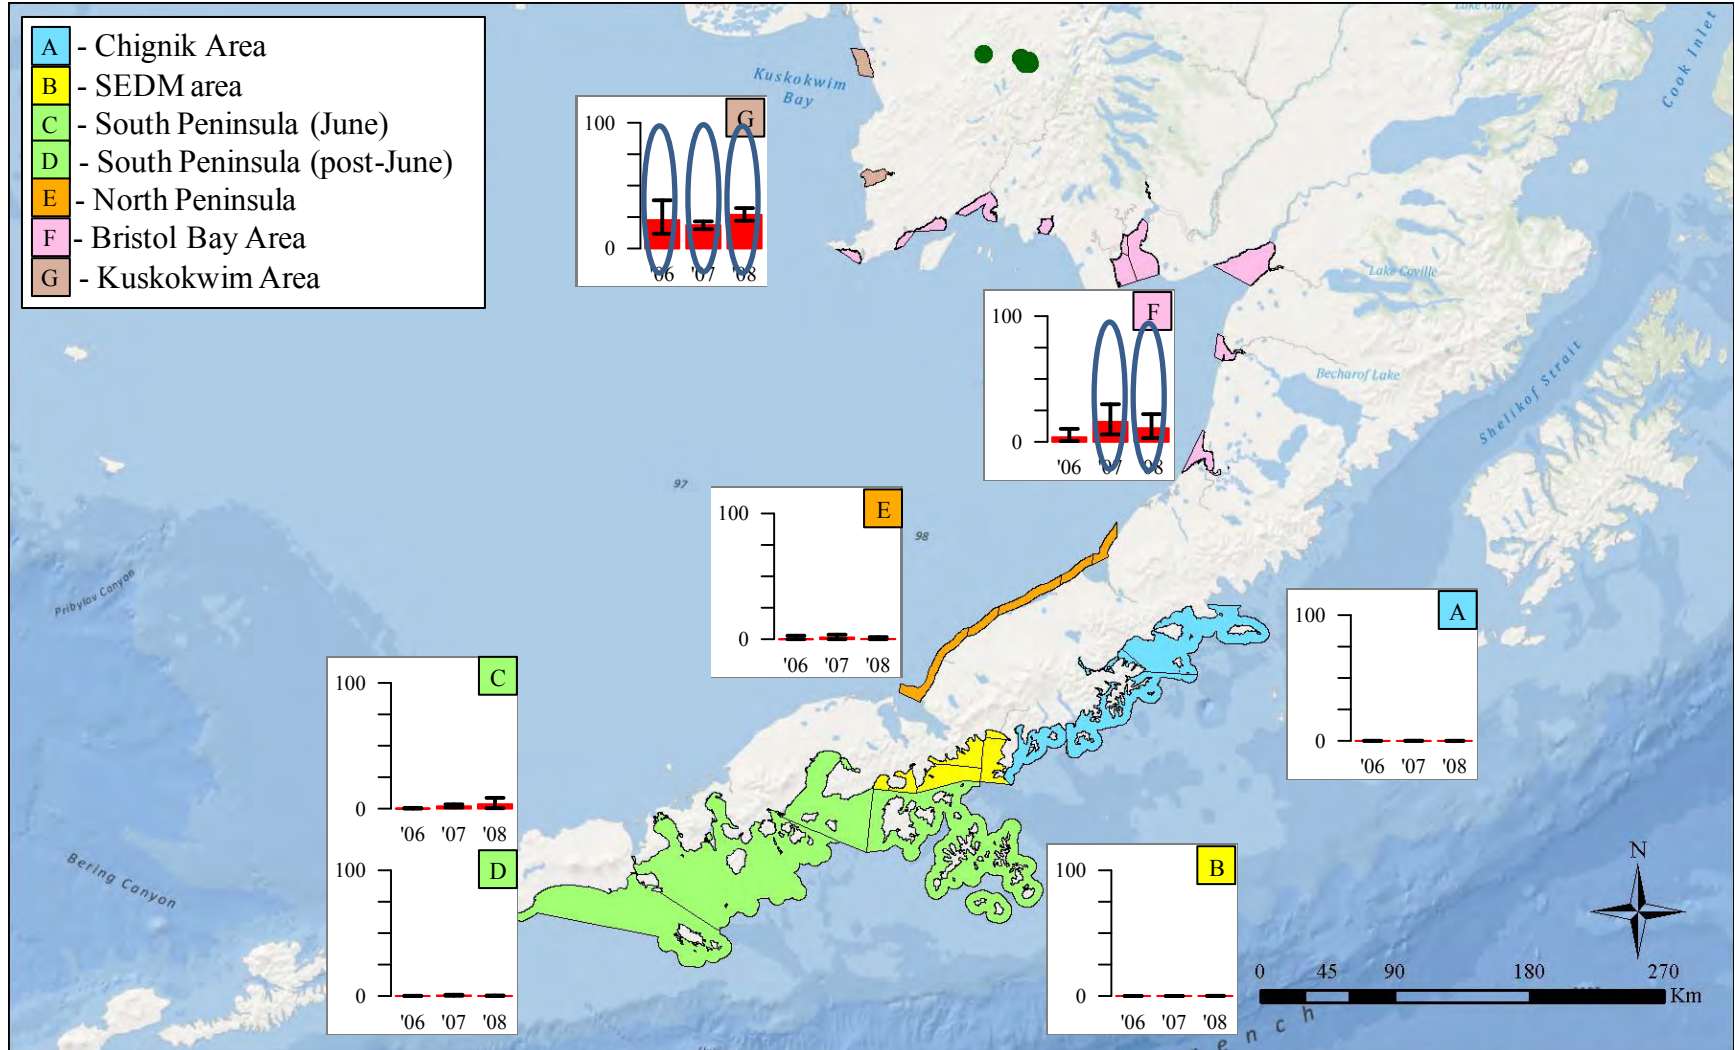 A - Chignik Area
B - SEDM area
C - South Peninsula (June)
D - South Peninsula (post-June)
E - North Peninsula
F - Bristol Bay Area
G - Kuskokwim Area
Lake Clark
Cook Inlet
Kuskokwim
Bay
G
100
0
'06 '07 '08
Lake Coville
F
100
0
'06 '07 '08
Becharof Lake
Shelikof Strait
97
98
E
100
0
'06 '07 '08
Pribylov Canyon
A
100
0
'06 '07 '08
C
100
0
'06 '07 '08
Bering Canyon
D
100
0
'06 '07 '08
B
100
0
'06 '07 '08
N
0 45 90 180 270
Km
ench